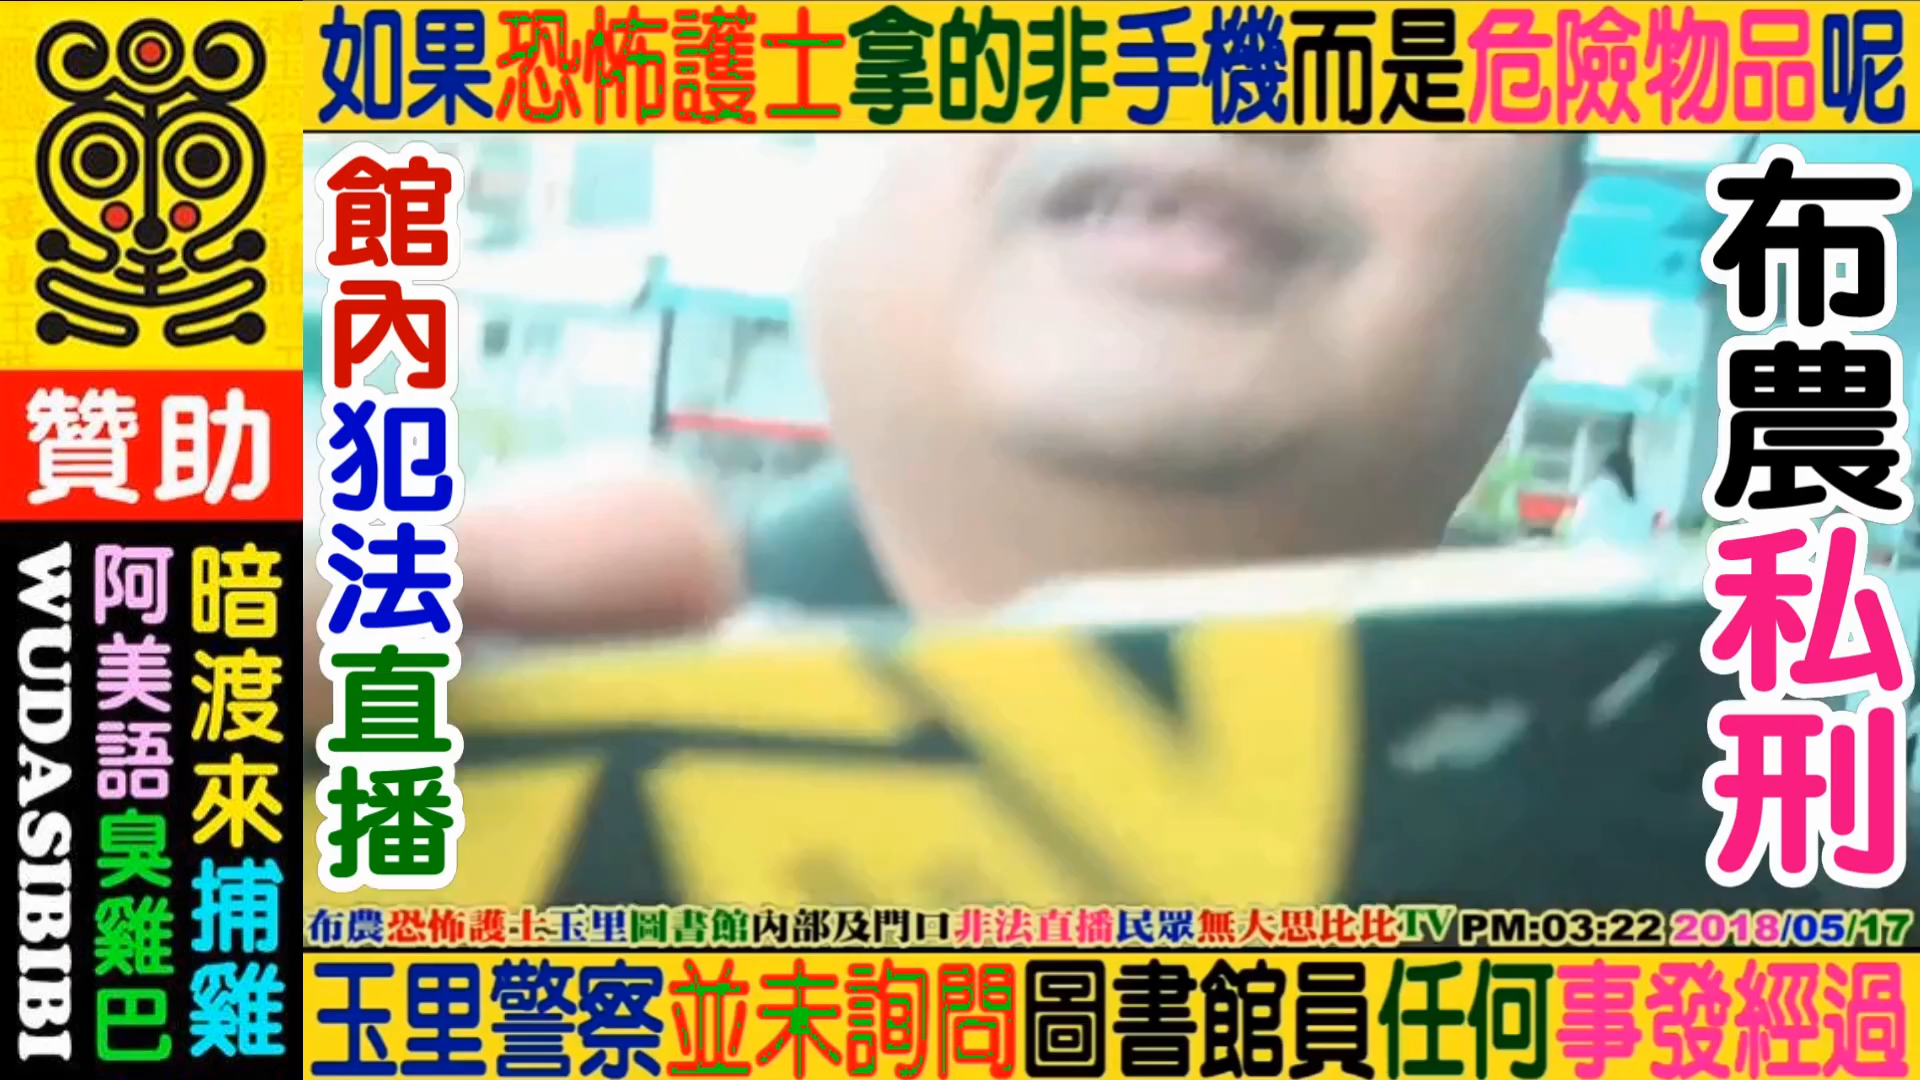 如果恐怖護士拿的非手機而是危險物品呢
館內犯法直播
布農私刑
贊助
暗渡來捕雞
阿美語臭雞巴
WUDASIBIBI
布農恐怖護士玉里圖書館內部及門口非法直播民眾無大思比比TV PM:03:22 2018/05/17
玉里警察並未詢問圖書館員任何事發經過